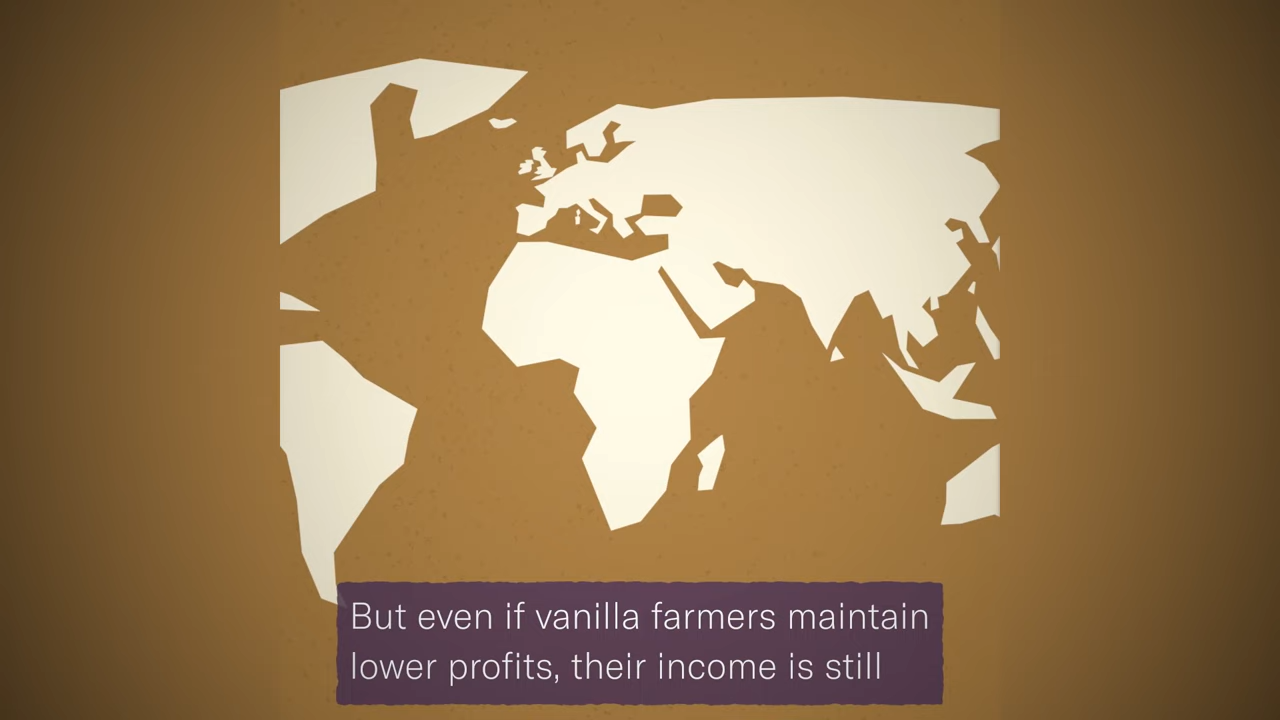 But even if vanilla farmers maintain
lower profits, their income is still